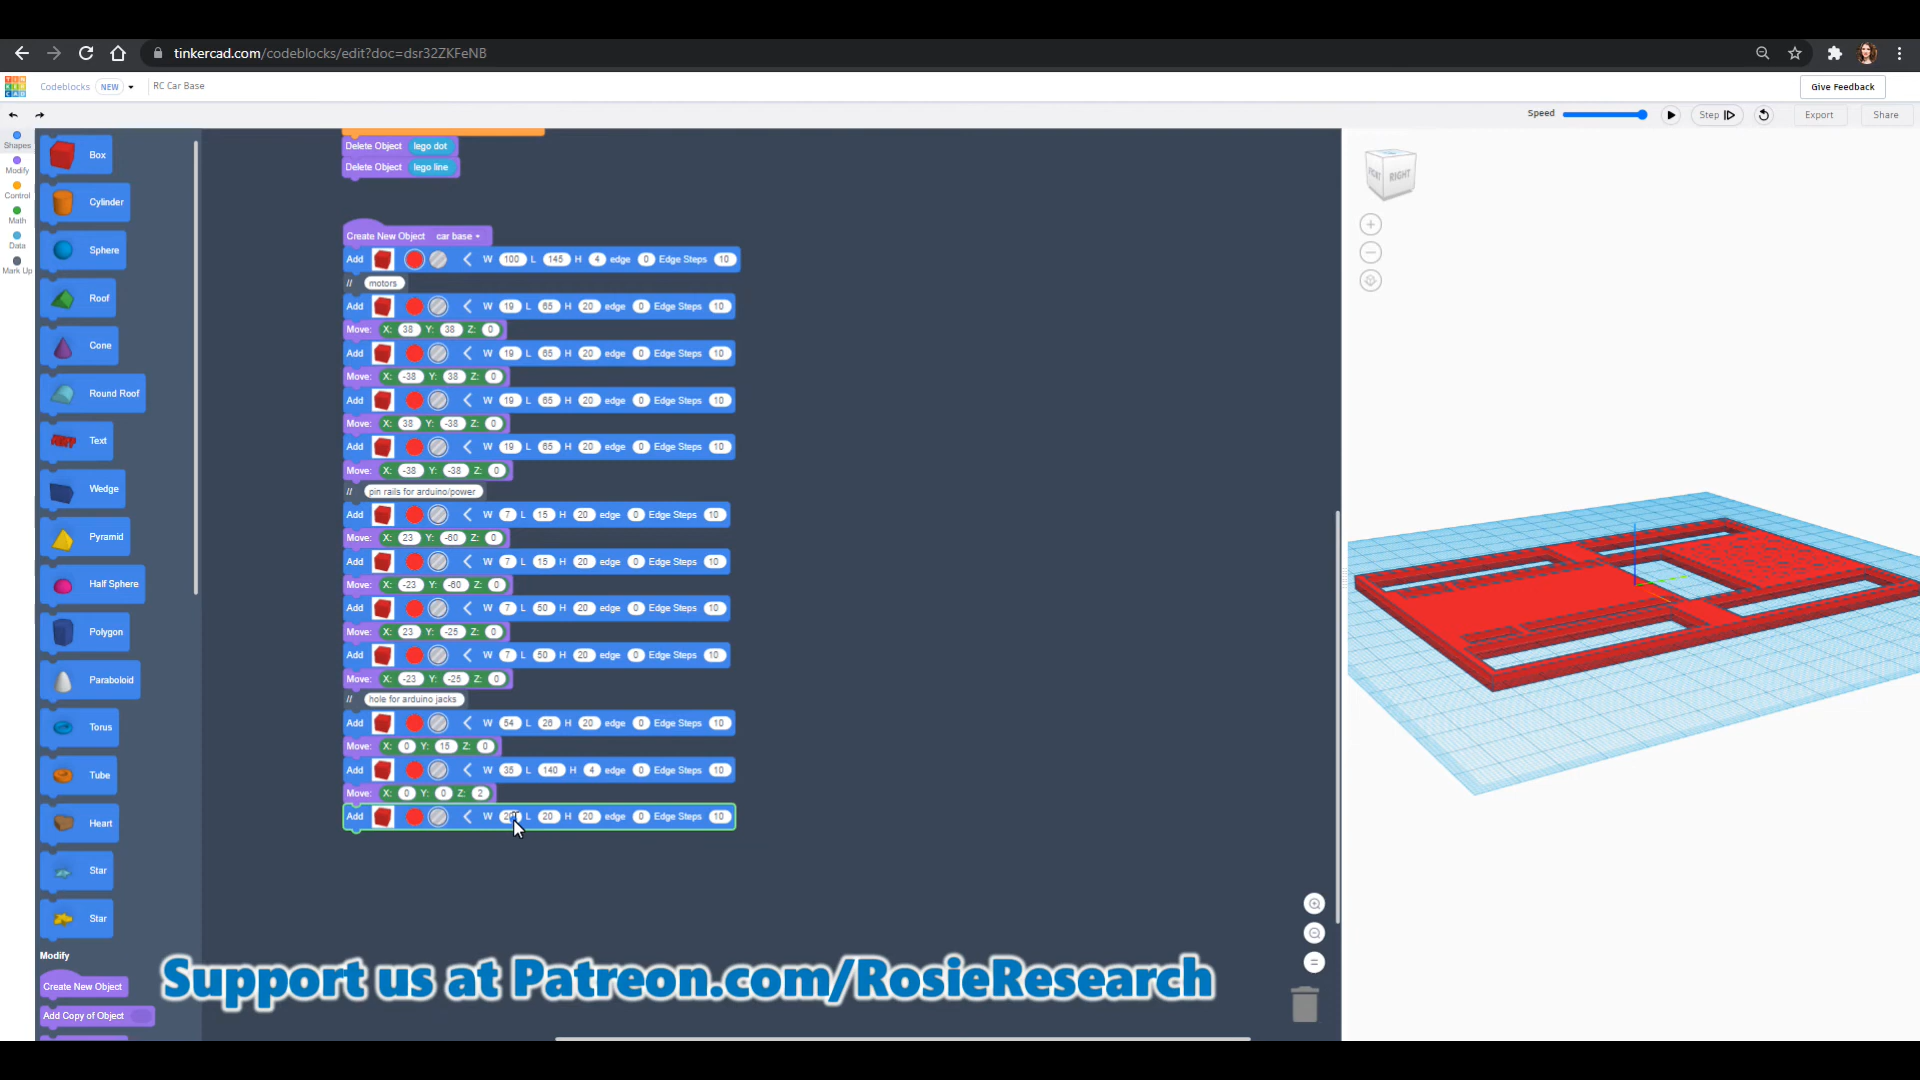 tinkercad.com/codeblocks/edit?doc=dsr32ZKFeNB
Codeblocks NEW RC Car Base Give Feedback
Speed Step Export Share
Shapes
Modify
Control
Math
Data
Mark Up
Box
Cylinder
Sphere
Roof
Cone
Round Roof
Text
Wedge
Pyramid
Half Sphere
Polygon
Paraboloid
Torus
Tube
Heart
Star
Star
Modify
Create New Object
Add Copy of Object
Delete Object lego dot
Delete Object lego line
Create New Object car base
Add W 100 L 145 H 4 edge 0 Edge Steps 10
// motors
Add W 19 L 65 H 20 edge 0 Edge Steps 10
Move: X: 38 Y: 38 Z: 0
Add W 19 L 65 H 20 edge 0 Edge Steps 10
Move: X: -38 Y: 38 Z: 0
Add W 19 L 65 H 20 edge 0 Edge Steps 10
Move: X: 38 Y: -38 Z: 0
Add W 19 L 65 H 20 edge 0 Edge Steps 10
Move: X: -38 Y: -38 Z: 0
// pin rails for arduino/power
Add W 7 L 15 H 20 edge 0 Edge Steps 10
Move: X: 23 Y: -60 Z: 0
Add W 7 L 15 H 20 edge 0 Edge Steps 10
Move: X: -23 Y: -60 Z: 0
Add W 7 L 50 H 20 edge 0 Edge Steps 10
Move: X: 23 Y: -25 Z: 0
Add W 7 L 50 H 20 edge 0 Edge Steps 10
Move: X: -23 Y: -25 Z: 0
// hole for arduino jacks
Add W 54 L 26 H 20 edge 0 Edge Steps 10
Move: X: 0 Y: 15 Z: 0
Add W 35 L 140 H 4 edge 0 Edge Steps 10
Move: X: 0 Y: 0 Z: 2
Add W L 20 H 20 edge 0 Edge Steps 10
RIGHT
Support us at Patreon.com/RosieResearch